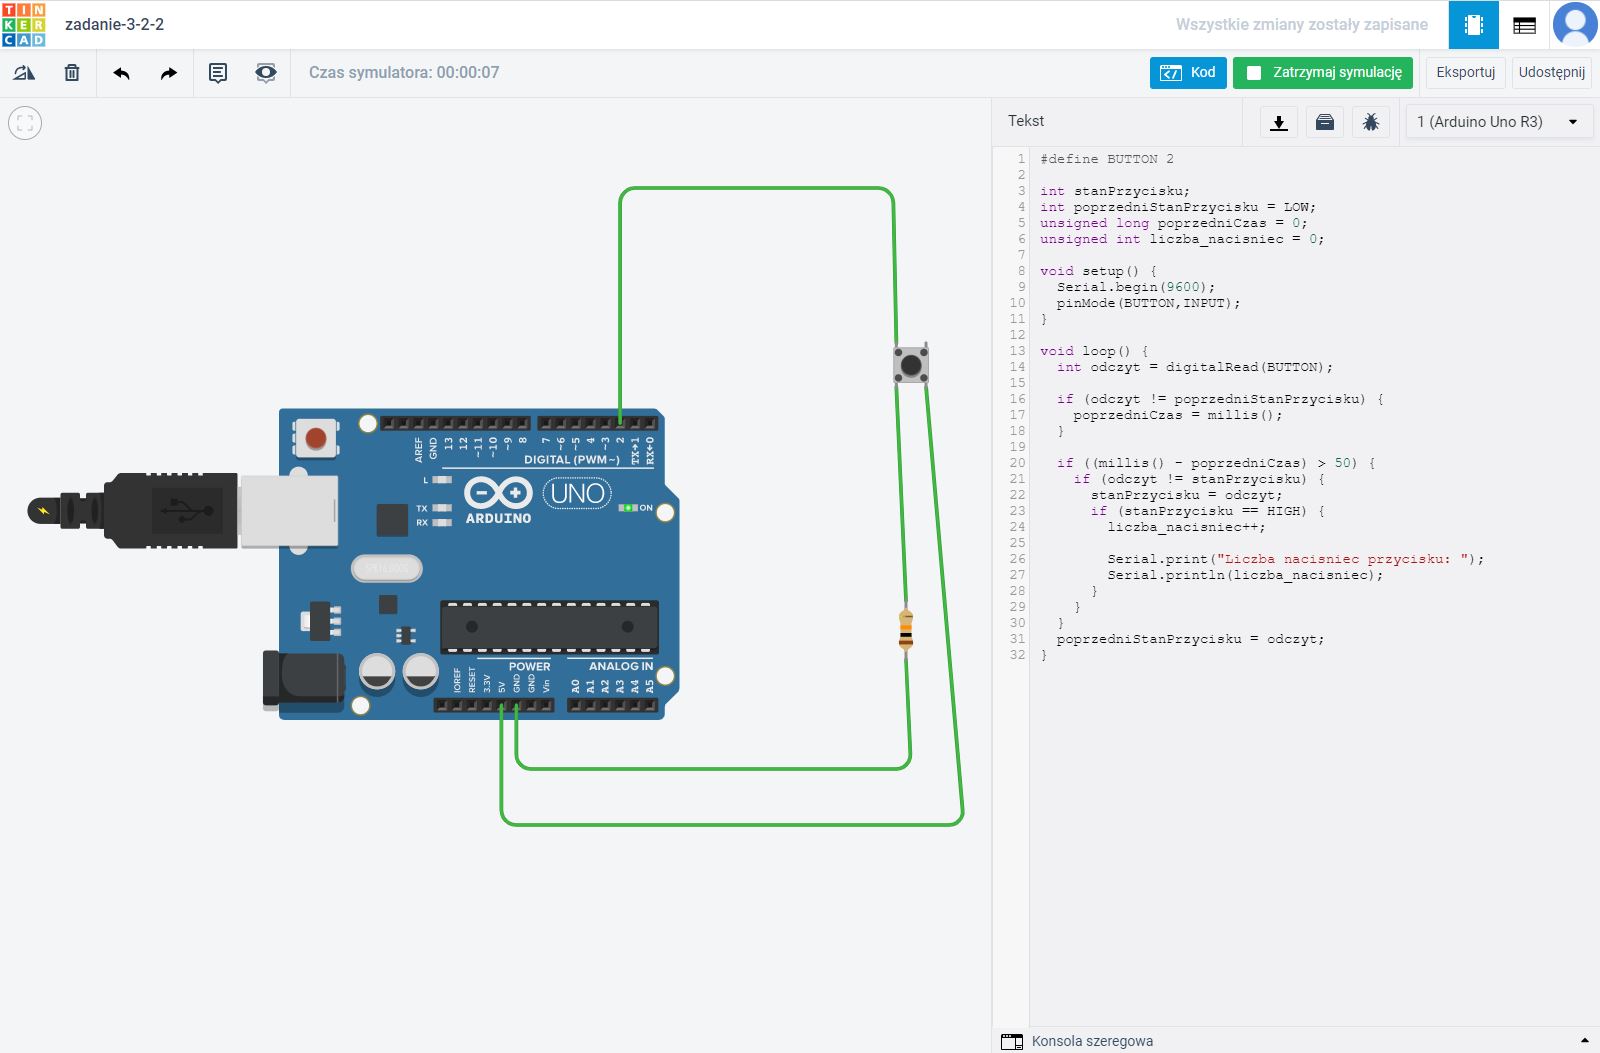 TIN
KER
CAD
zadanie-3-2-2
Wszystkie zmiany zostały zapisane
Czas symulatora: 00:00:07
Kod
Zatrzymaj symulację
Eksportuj
Udostępnij
Tekst
1 (Arduino Uno R3)
1 #define BUTTON 2
2
3 int stanPrzycisku;
4 int poprzedniStanPrzycisku = LOW;
5 unsigned long poprzedniCzas = 0;
6 unsigned int liczba_nacisniec = 0;
7
8 void setup() {
9 Serial.begin(9600);
10 pinMode(BUTTON,INPUT);
11 }
12
13 void loop() {
14 int odczyt = digitalRead(BUTTON);
15
16 if (odczyt != poprzedniStanPrzycisku) {
17 poprzedniCzas = millis();
18 }
19
20 if ((millis() - poprzedniCzas) > 50) {
21 if (odczyt != stanPrzycisku) {
22 stanPrzycisku = odczyt;
23 if (stanPrzycisku == HIGH) {
24 liczba_nacisniec++;
25
26 Serial.print("Liczba nacisniec przycisku: ");
27 Serial.println(liczba_nacisniec);
28 }
29 }
30 }
31 poprzedniStanPrzycisku = odczyt;
32 }
AREF GND 13 12 ~11 ~10 ~9 8 7 ~6 ~5 4 ~3 2 TX→1 RX←0
DIGITAL (PWM~)
L
TX
RX
ARDUINO
UNO
ON
POWER
ANALOG IN
IOREF RESET 3.3V 5V GND GND Vin A0 A1 A2 A3 A4 A5
Konsola szeregowa